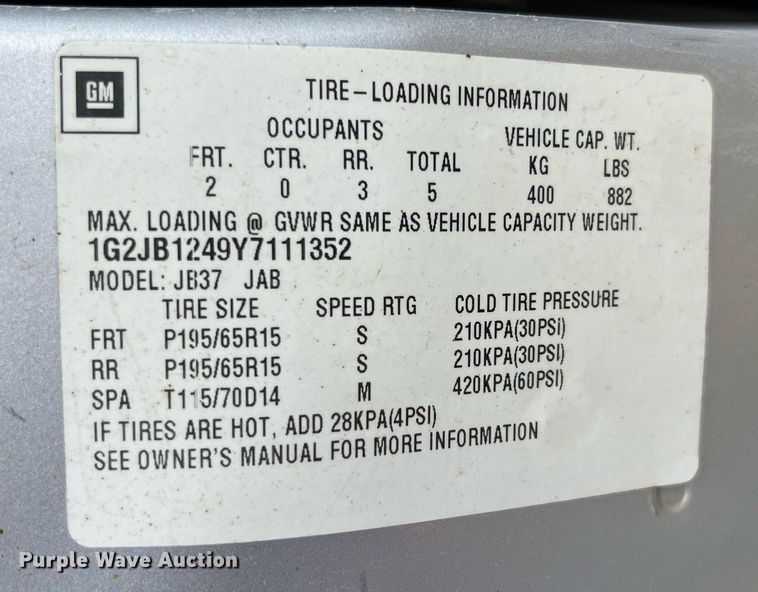 GM
TIRE-LOADING INFORMATION
OCCUPANTS VEHICLE CAP. WT.
FRT. CTR. RR. TOTAL KG LBS
2 0 3 5 400 882
MAX. LOADING @ GVWR SAME AS VEHICLE CAPACITY WEIGHT.
1G2JB1249Y7111352
MODEL: JB37 JAB
TIRE SIZE SPEED RTG COLD TIRE PRESSURE
FRT P195/65R15 S 210KPA(30PSI)
RR P195/65R15 S 210KPA(30PSI)
SPA T115/70D14 M 420KPA(60PSI)
IF TIRES ARE HOT, ADD 28KPA(4PSI)
SEE OWNER'S MANUAL FOR MORE INFORMATION
Purple Wave Auction